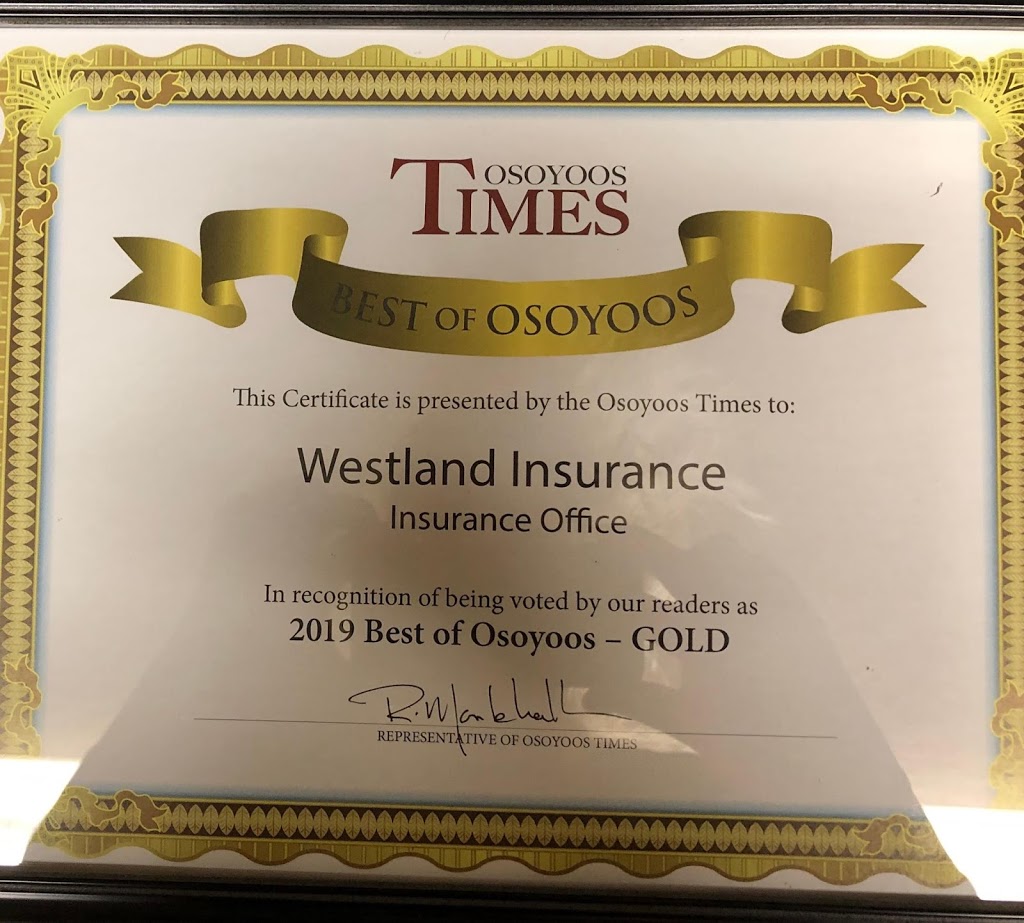 OSOYOOS
TIMES
BEST OF OSOYOOS
This Certificate is presented by the Osoyoos Times to:
Westland Insurance
Insurance Office
In recognition of being voted by our readers as
2019 Best of Osoyoos – GOLD
REPRESENTATIVE OF OSOYOOS TIMES